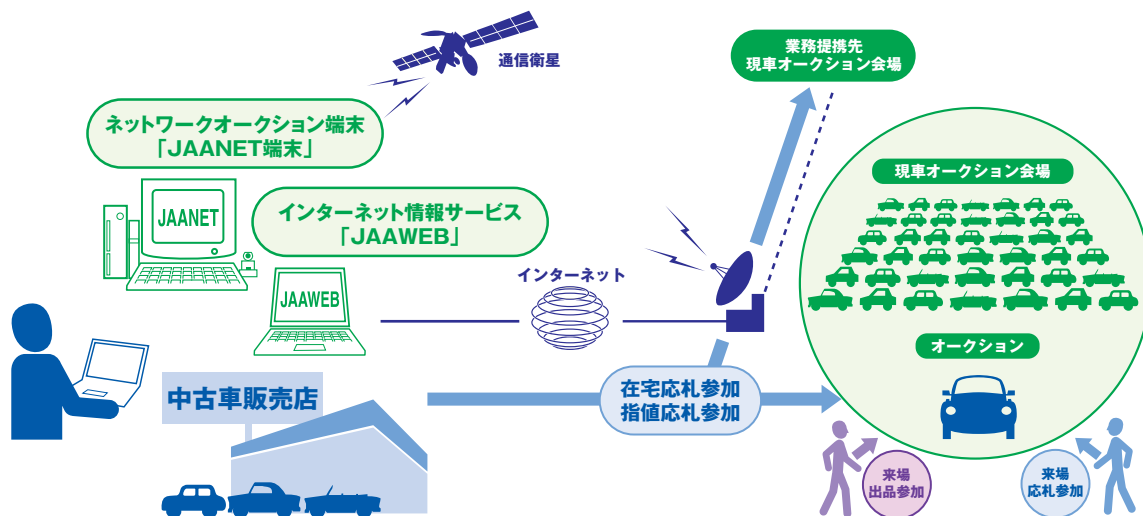 通信衛星
業務提携先
現車オークション会場
ネットワークオークション端末
「JAANET端末」
JAANET
インターネット情報サービス
「JAAWEB」
現車オークション会場
インターネット
JAAWEB
オークション
中古車販売店
在宅応札参加
指値応札参加
来場
出品参加
来場
応札参加